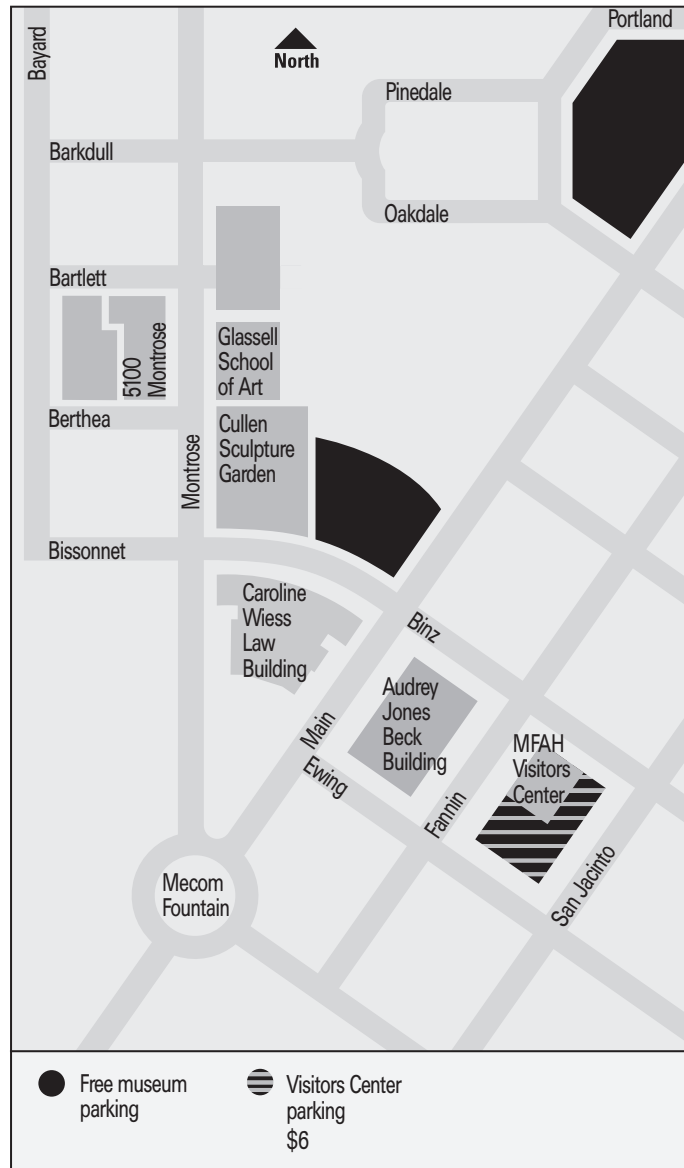 Portland
Bayard
North
Pinedale
Barkdull
Oakdale
Bartlett
5100
Montrose
Glassell
School
of Art
Berthea
Cullen
Sculpture
Garden
Montrose
Bissonnet
Caroline
Wiess
Law
Building
Binz
Audrey
Jones
Beck
Building
Main
Ewing
MFAH
Visitors
Center
Fannin
San Jacinto
Mecom
Fountain
Free museum
parking
Visitors Center
parking
$6